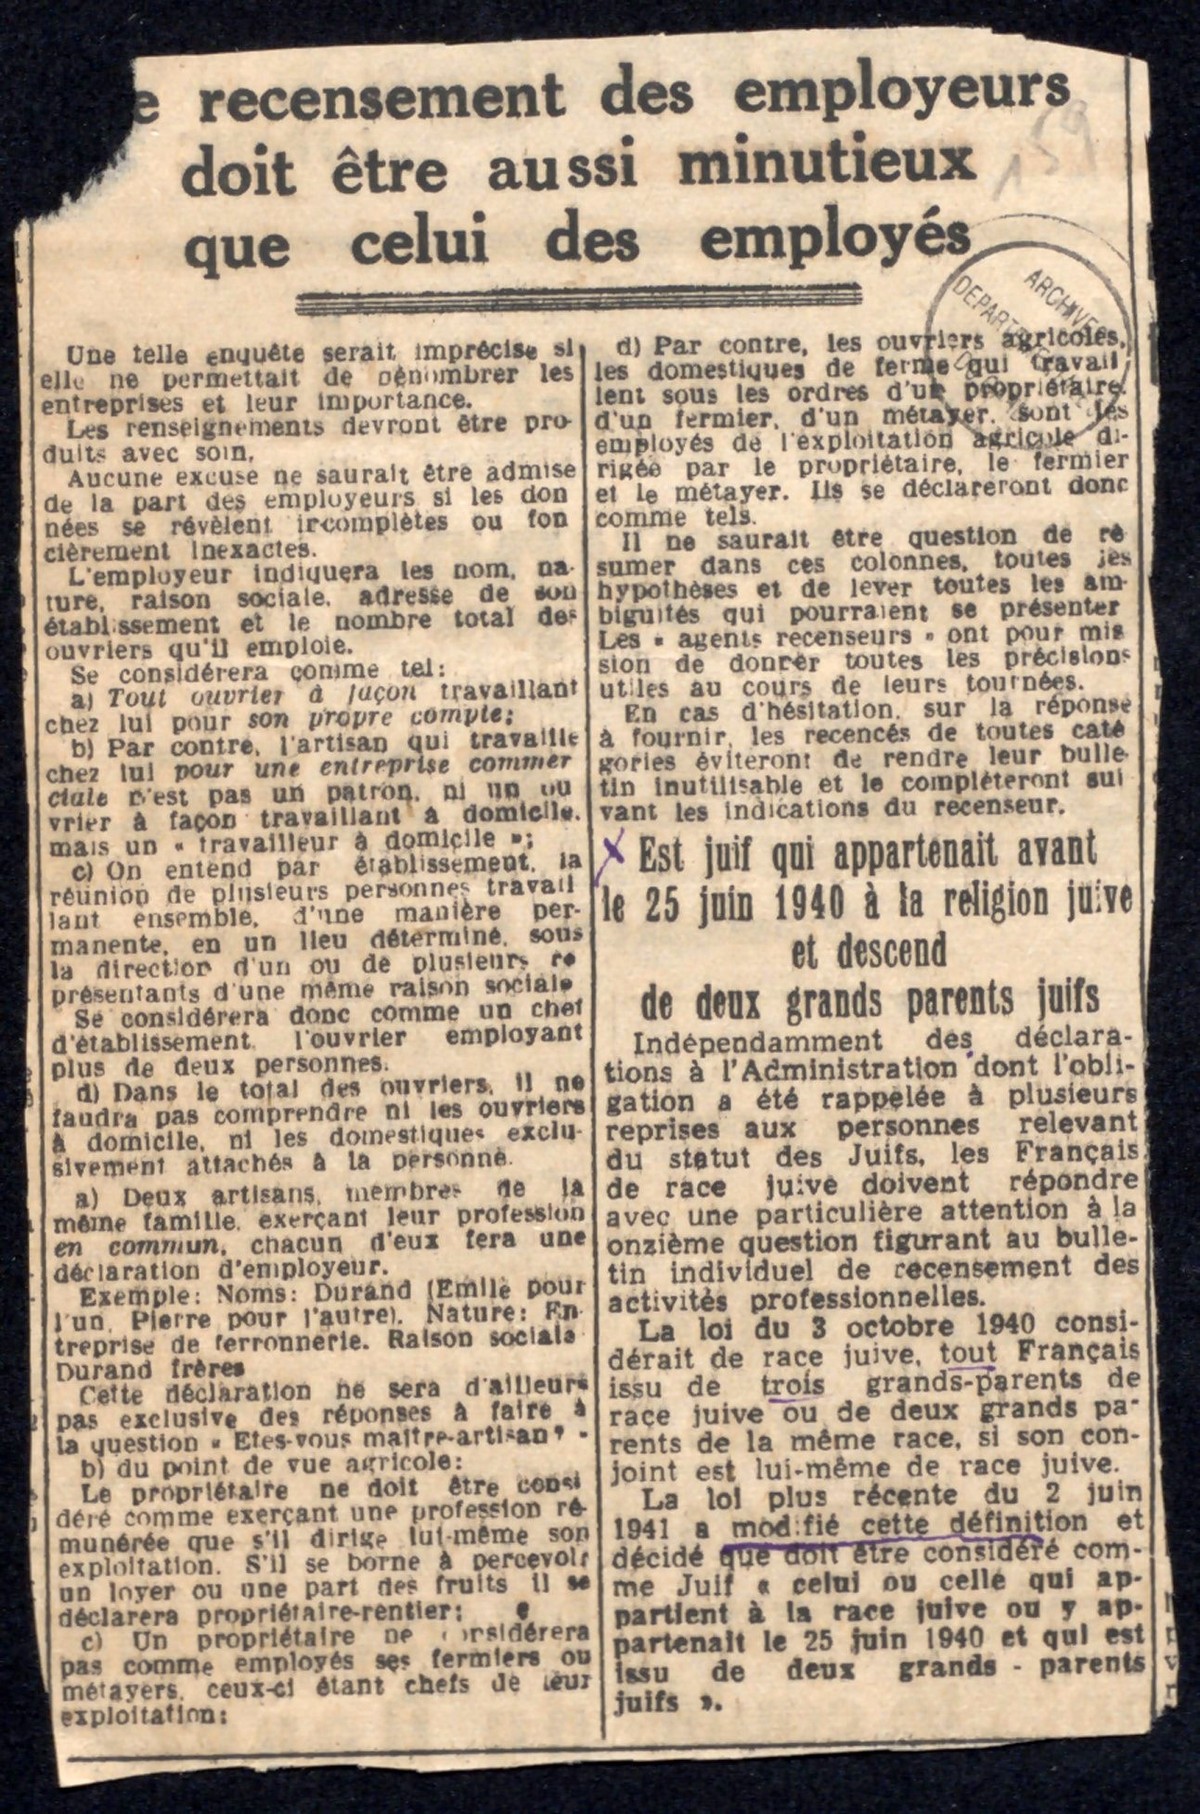 e recensement des employeurs
doit être aussi minutieux
que celui des employés
159
ARCHIVES
DEPARTE
Une telle enquête serait imprécise si
elle ne permettait de dénombrer les
entreprises et leur importance.
Les renseignements devront être pro-
duits avec soin.
Aucune excuse ne saurait être admise
de la part des employeurs si les don
nées se révèlent incomplètes ou fon
cièrement inexactes.
L'employeur indiquera les nom, na-
ture, raison sociale, adresse de son
établissement et le nombre total des
ouvriers qu'il emploie.
Se considérera comme tel:
a) Tout ouvrier à façon travaillant
chez lui pour son propre compte;
b) Par contre, l'artisan qui travaille
chez lui pour une entreprise commer
ciale n'est pas un patron, ni un ou
vrier à façon travaillant à domicile,
mais un « travailleur à domicile »;
c) On entend par établissement, la
réunion de plusieurs personnes travail
lant ensemble, d'une manière per-
manente, en un lieu déterminé, sous
la direction d'un ou de plusieurs re
présentants d'une même raison sociale
Se considérera donc comme un chef
d'établissement, l'ouvrier employant
plus de deux personnes.
d) Dans le total des ouvriers, il ne
faudra pas comprendre ni les ouvriers
à domicile, ni les domestiques exclu-
sivement attachés à la personne.
a) Deux artisans, membres de la
même famille, exerçant leur profession
en commun, chacun d'eux fera une
déclaration d'employeur.
Exemple: Noms: Durand (Emile pour
l'un, Pierre pour l'autre). Nature: En-
treprise de ferronnerie. Raison sociale
Durand frères
Cette déclaration ne sera d'ailleurs
pas exclusive des réponses à faire à
la question « Etes-vous maître-artisan? »
b) du point de vue agricole:
Le propriétaire ne doit être consi
déré comme exerçant une profession ré-
munérée que s'il dirige lui-même son
exploitation. S'il se borne à percevoir
un loyer ou une part des fruits il se
déclarera propriétaire-rentier;
c) Un propriétaire ne considérera
pas comme employés ses fermiers ou
métayers, ceux-ci étant chefs de leur
exploitation;
d) Par contre, les ouvriers agricoles,
les domestiques de ferme qui travail
lent sous les ordres d'un propriétaire,
d'un fermier, d'un métayer, sont les
employés de l'exploitation agricole di-
rigée par le propriétaire, le fermier
et le métayer. Ils se déclareront donc
comme tels.
Il ne saurait être question de ré
sumer dans ces colonnes, toutes les
hypothèses et de lever toutes les am-
biguités qui pourraient se présenter
Les « agents recenseurs » ont pour mis
sion de donner toutes les précisions
utiles au cours de leurs tournées.
En cas d'hésitation, sur la réponse
à fournir, les recencés de toutes caté
gories éviteront de rendre leur bulle
tin inutilisable et le compléteront sui
vant les indications du recenseur.
x Est juif qui appartenait avant
le 25 juin 1940 à la religion juive
et descend
de deux grands parents juifs
Indépendamment des déclara-
tions à l'Administration dont l'obli-
gation a été rappelée à plusieurs
reprises aux personnes relevant
du statut des Juifs, les Français
de race juive doivent répondre
avec une particulière attention à la
onzième question figurant au bulle-
tin individuel de recensement des
activités professionnelles.
La loi du 3 octobre 1940 consi-
dérait de race juive, tout Français
issu de trois grands-parents de
race juive ou de deux grands pa-
rents de la même race, si son con-
joint est lui-même de race juive.
La loi plus récente du 2 juin
1941 a modifié cette définition et
décidé que doit être considéré com-
me Juif « celui ou celle qui ap-
partient à la race juive ou y ap-
partenait le 25 juin 1940 et qui est
issu de deux grands - parents
juifs ».